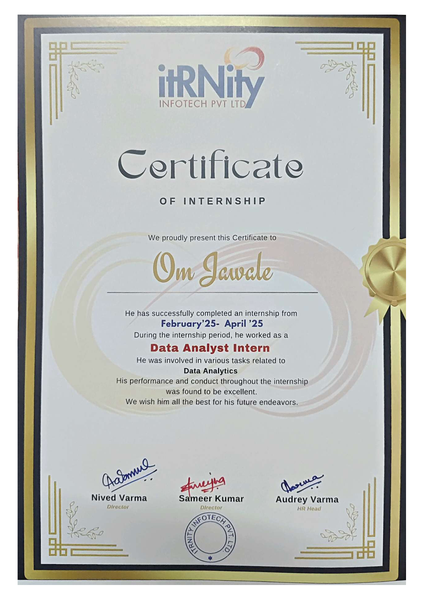 itRNity
INFOTECH PVT LTD
Certificate
OF INTERNSHIP
We proudly present this Certificate to
Om Jawale
He has successfully completed an internship from
February'25- April '25
During the internship period, he worked as a
Data Analyst Intern
He was involved in various tasks related to
Data Analytics
His performance and conduct throughout the internship
was found to be excellent.
We wish him all the best for his future endeavors.
Nived Varma
Sameer Kumar
Audrey Varma
Director
Director
HR Head
ITRNITY INFOTECH PVT. LTD